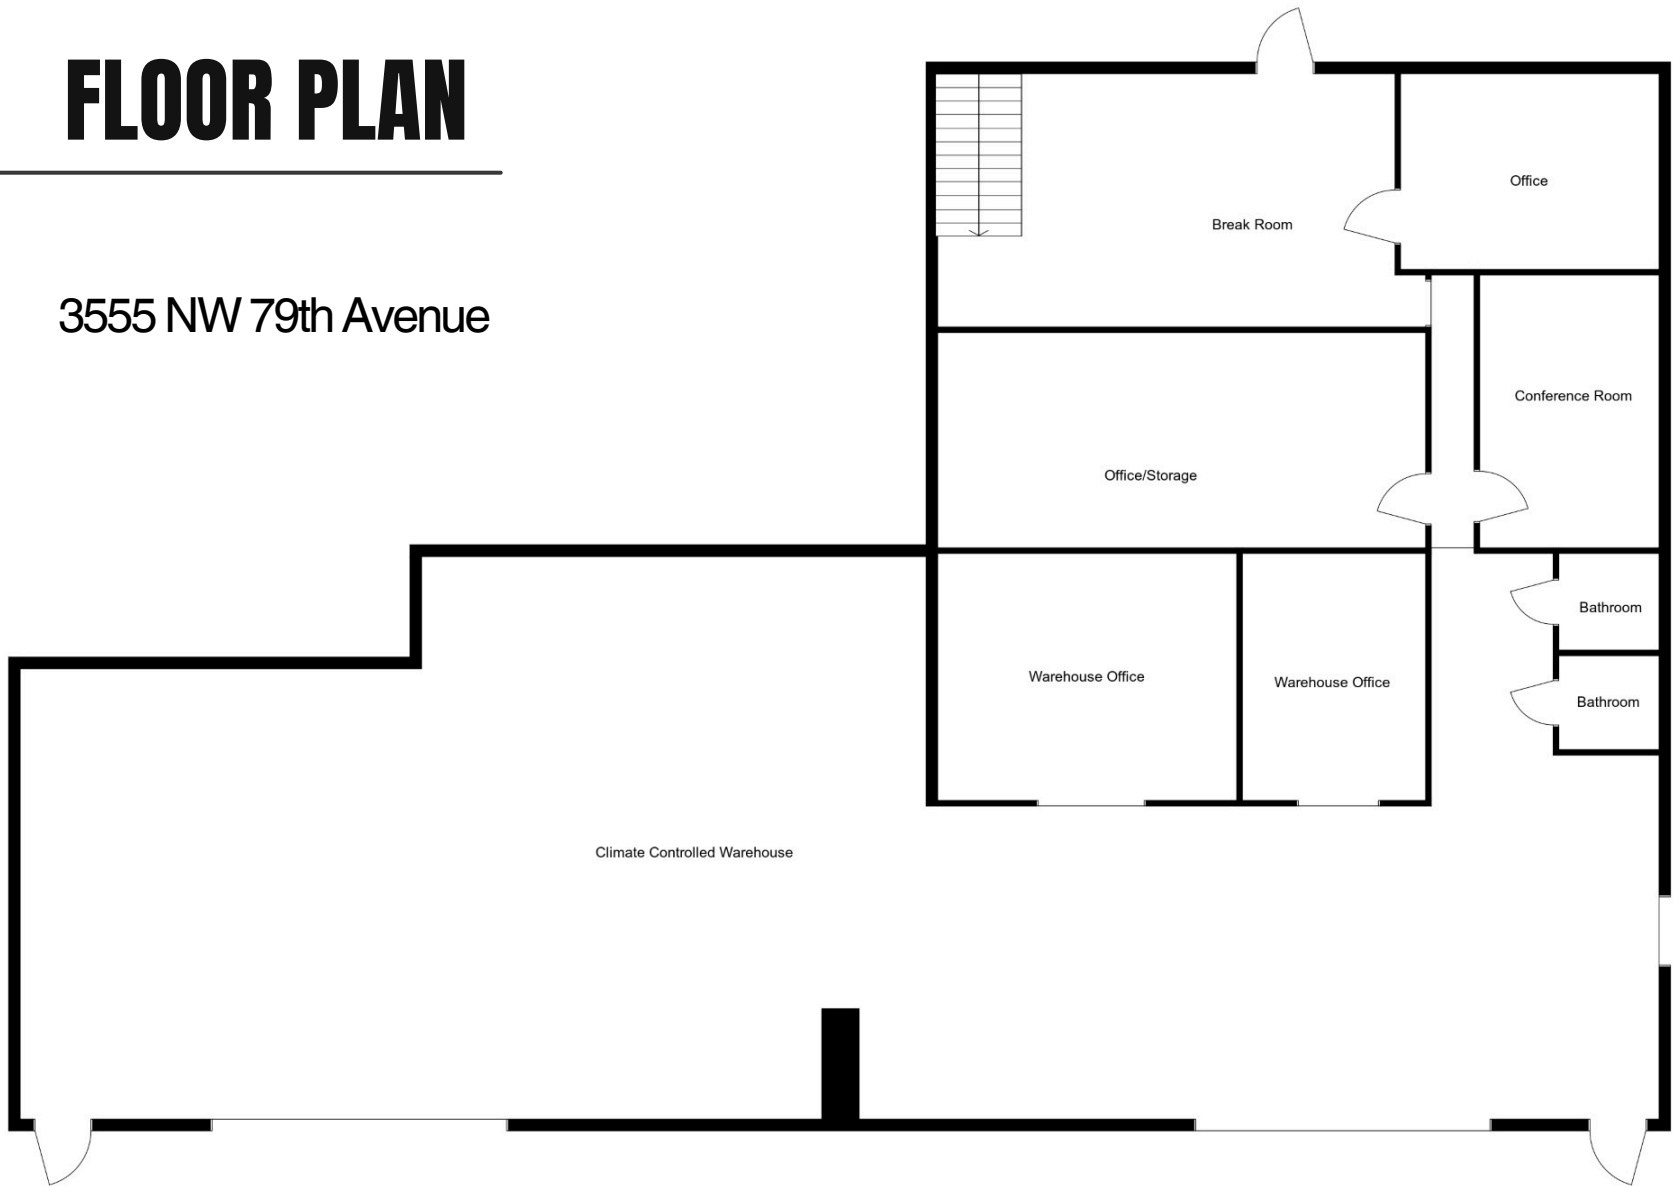 FLOOR PLAN
3555 NW 79th Avenue
Office
Break Room
Conference Room
Office/Storage
Bathroom
Warehouse Office
Warehouse Office
Bathroom
Climate Controlled Warehouse